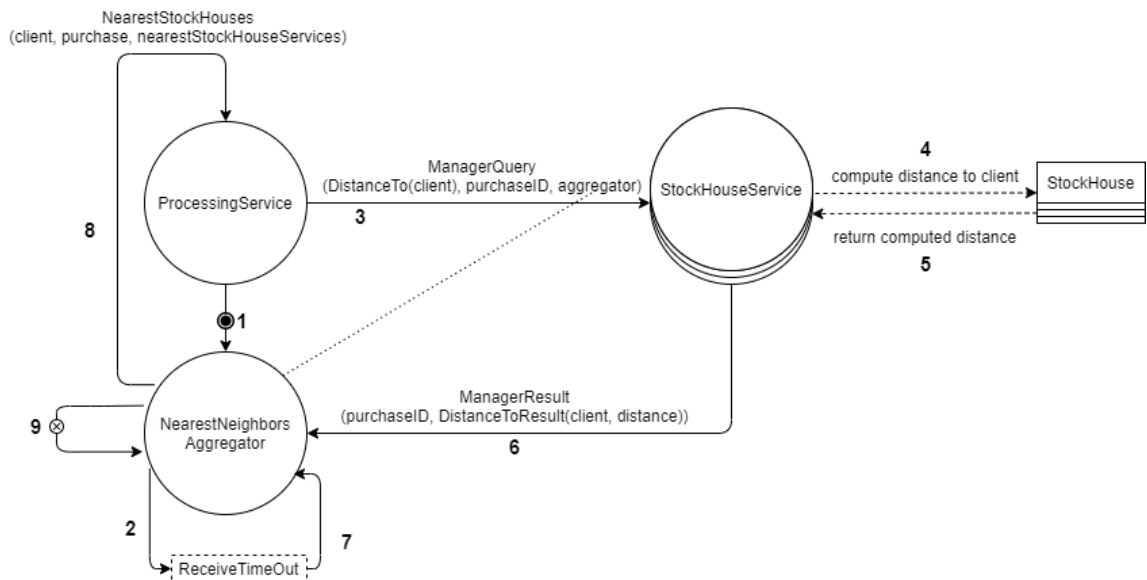 NearestStockHouses
(client, purchase, nearestStockHouseServices)
8
ProcessingService
ManagerQuery
(DistanceTo(client), purchaseID, aggregator)
3
StockHouseService
4
compute distance to client
StockHouse
return computed distance
5
1
NearestNeighbors
Aggregator
9
ManagerResult
(purchaseID, DistanceToResult(client, distance))
6
2
7
ReceiveTimeOut